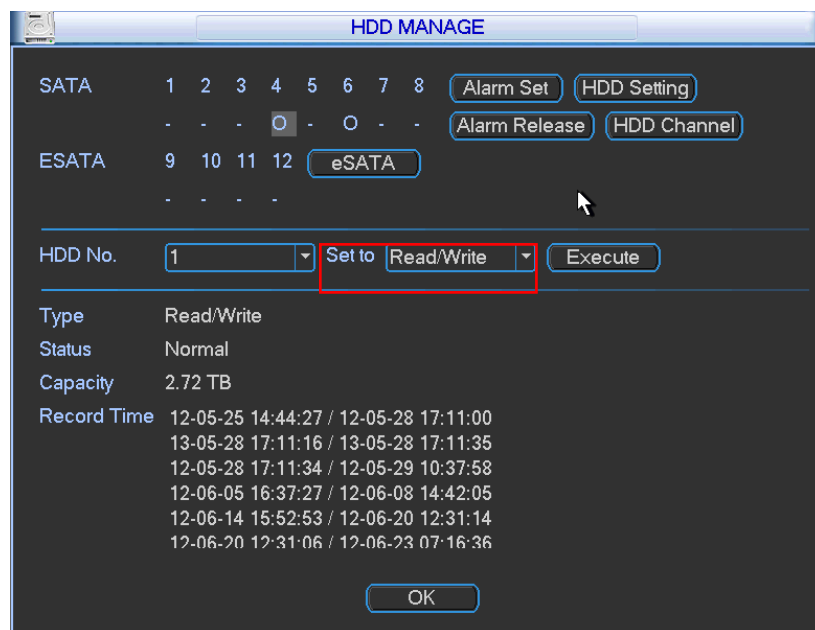 HDD MANAGE
SATA 1 2 3 4 5 6 7 8 Alarm Set HDD Setting
- - - O - O - - Alarm Release HDD Channel
ESATA 9 10 11 12 eSATA
- - - -
HDD No. 1 Set to Read/Write Execute
Type Read/Write
Status Normal
Capacity 2.72 TB
Record Time 12-05-25 14:44:27 / 12-05-28 17:11:00
13-05-28 17:11:16 / 13-05-28 17:11:35
12-05-28 17:11:34 / 12-05-29 10:37:58
12-06-05 16:37:27 / 12-06-08 14:42:05
12-06-14 15:52:53 / 12-06-20 12:31:14
12-06-20 12:31:06 / 12-06-23 07:16:36
OK